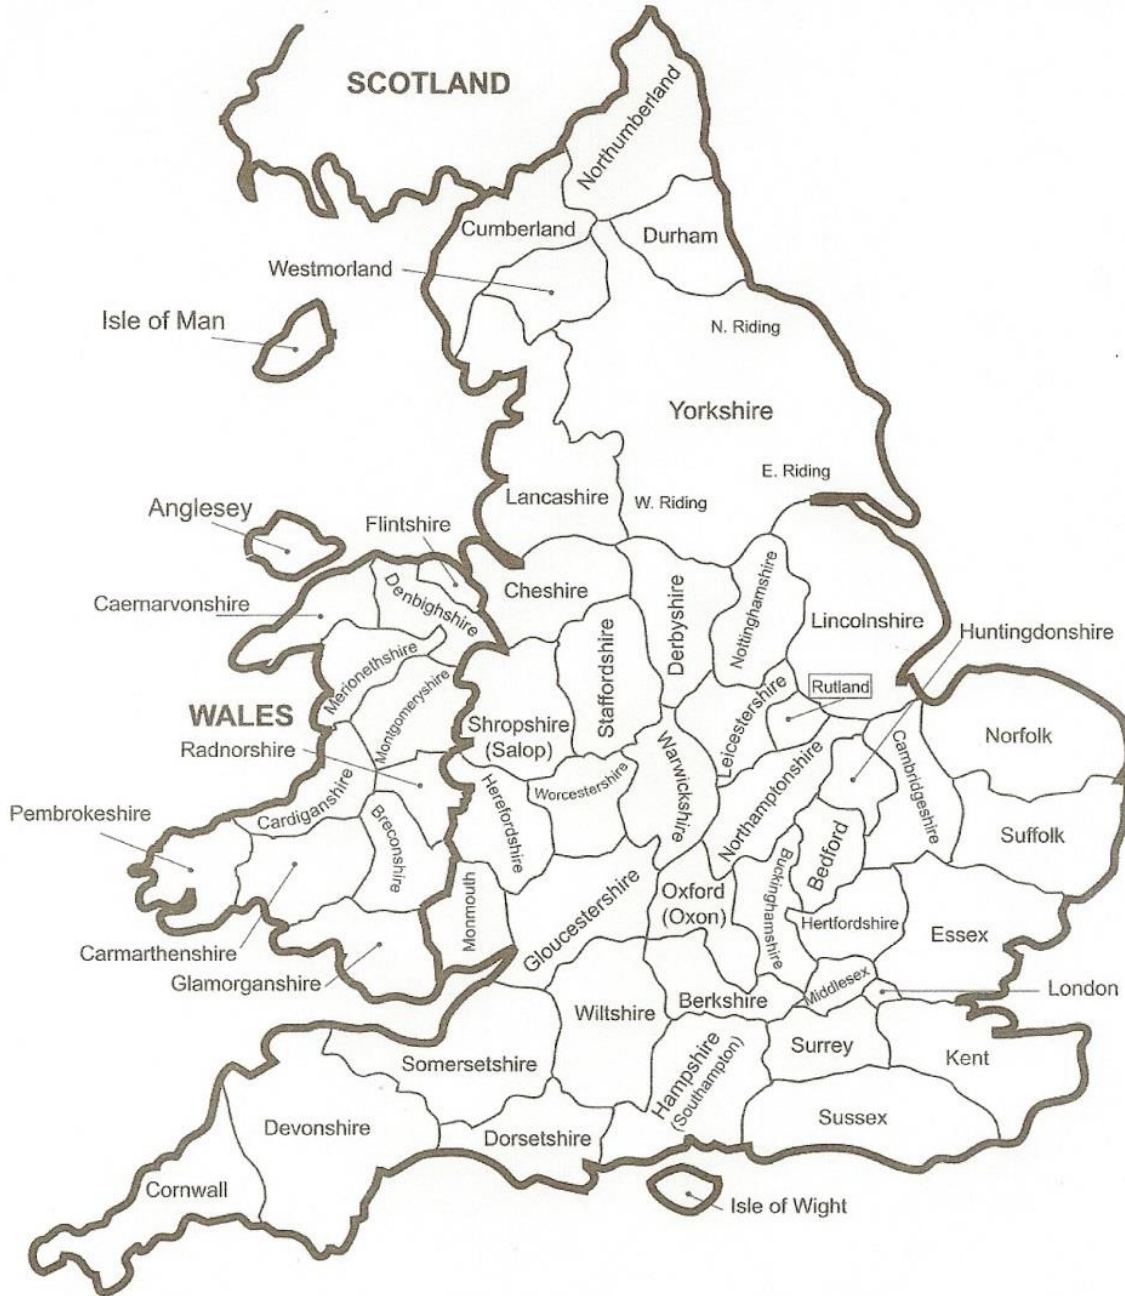 SCOTLAND
Northumberland
Cumberland
Durham
Westmorland
Isle of Man
N. Riding
Yorkshire
E. Riding
Lancashire
W. Riding
Anglesey
Flintshire
Cheshire
Derbyshire
Nottinghamshire
Lincolnshire
Caernarvonshire
Denbighshire
Huntingdonshire
Staffordshire
Merionethshire
Leicestershire
Rutland
WALES
Montgomeryshire
Shropshire
(Salop)
Norfolk
Radnorshire
Warwickshire
Worcestershire
Herefordshire
Northamptonshire
Cambridgeshire
Pembrokeshire
Cardiganshire
Breconshire
Suffolk
Bedford
Buckinghamshire
Oxford
(Oxon)
Monmouth
Gloucestershire
Hertfordshire
Essex
Carmarthenshire
Glamorganshire
Middlesex
London
Berkshire
Wiltshire
Surrey
Kent
Somersetshire
Hampshire
(Southampton)
Sussex
Devonshire
Dorsetshire
Cornwall
Isle of Wight